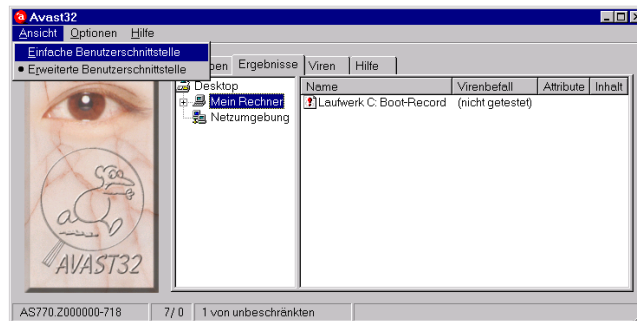 Avast32
Ansicht Optionen Hilfe
Einfache Benutzerschnittstelle
Erweiterte Benutzerschnittstelle
ben Ergebnisse Viren Hilfe
Desktop
Mein Rechner
Netzumgebung
Name Virenbefall Attribute Inhalt
Laufwerk C: Boot-Record (nicht getestet)
a
AVAST32
AS770.Z000000-718 7/ 0 1 von unbeschränkten